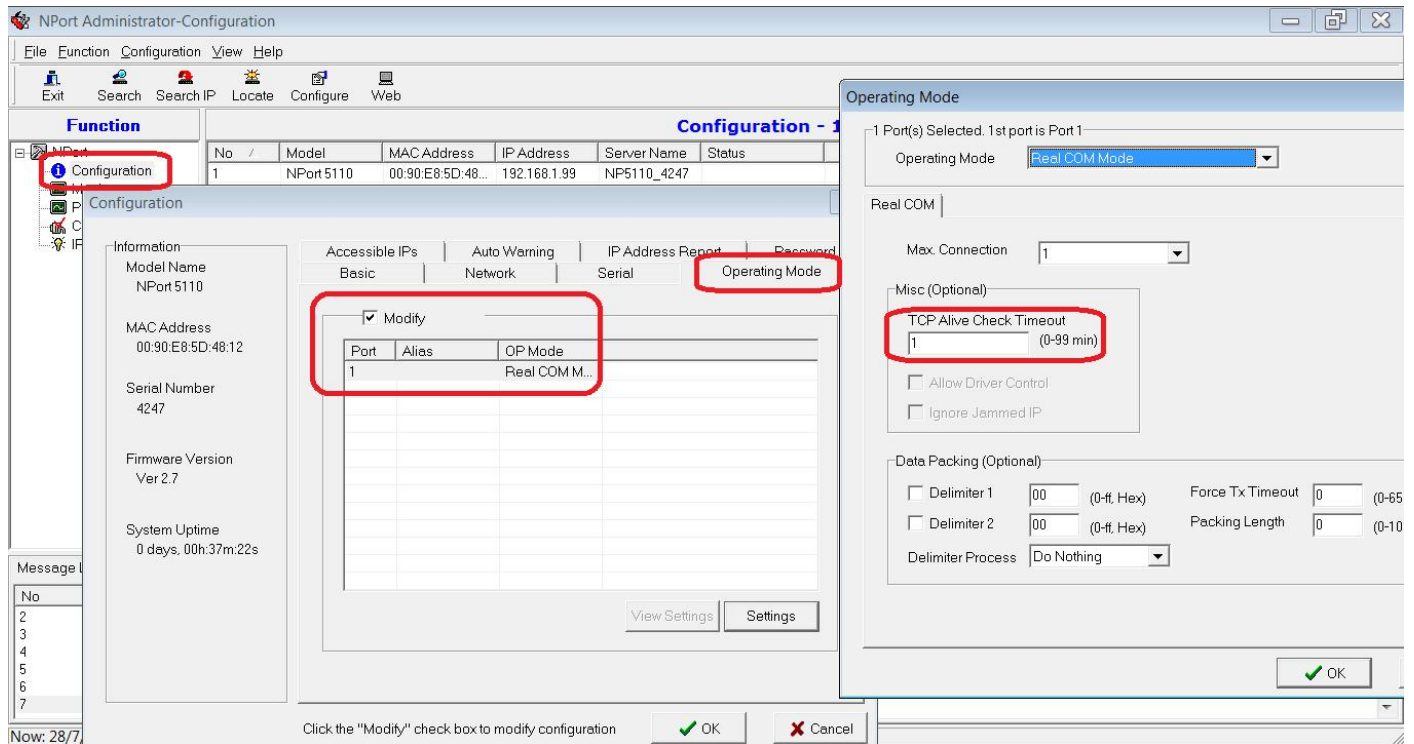 NPort Administrator-Configuration
File Function Configuration View Help
Exit Search Search IP Locate Configure Web
Function
Configuration - 1
NPort
Configuration
No / Model MAC Address IP Address Server Name Status
1 NPort 5110 00:90:E8:5D:48... 192.168.1.99 NP5110_4247
Configuration
Information
Model Name
NPort 5110
MAC Address
00:90:E8:5D:48:12
Serial Number
4247
Firmware Version
Ver 2.7
System Uptime
0 days, 00h:37m:22s
Accessible IPs Auto Warning IP Address Report Password
Basic Network Serial Operating Mode
Modify
Port Alias OP Mode
1 Real COM M...
View Settings Settings
Click the "Modify" check box to modify configuration
OK Cancel
Message L
No
2
3
4
5
6
7
Now: 28/7/
Operating Mode
1 Port(s) Selected. 1st port is Port 1
Operating Mode Real COM Mode
Real COM
Max. Connection 1
Misc (Optional)
TCP Alive Check Timeout
1 (0-99 min)
Allow Driver Control
Ignore Jammed IP
Data Packing (Optional)
Delimiter 1 00 (0-ff, Hex) Force Tx Timeout 0 (0-65
Delimiter 2 00 (0-ff, Hex) Packing Length 0 (0-10
Delimiter Process Do Nothing
OK